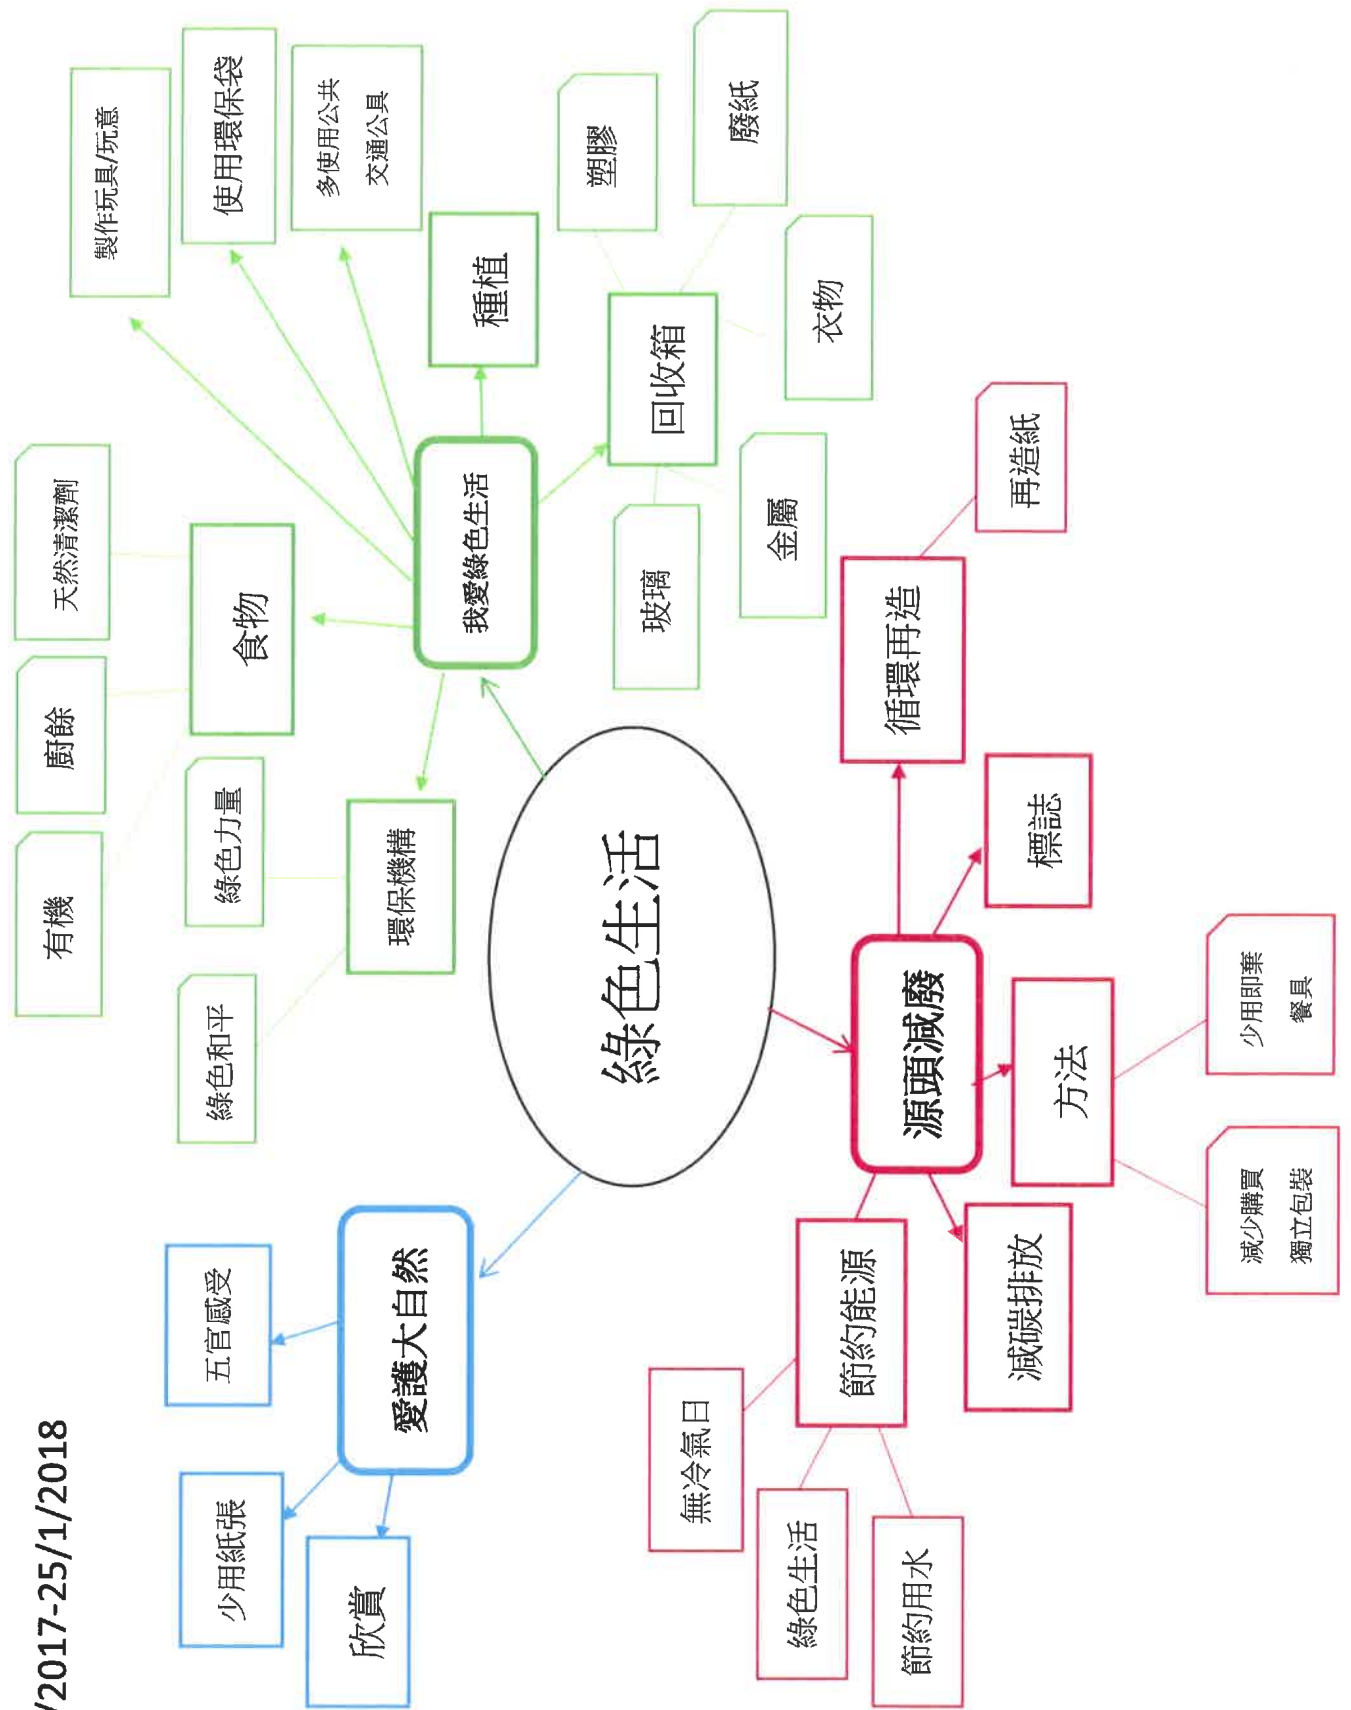 /2017-25/1/2018
少用紙張
五官感受
欣賞
愛護大自然
綠色和平
綠色力量
環保機構
有機
廚餘
天然清潔劑
食物
製作玩具/玩意
使用環保袋
多使用公共
交通公具
種植
我愛綠色生活
回收箱
塑膠
廢紙
衣物
金屬
玻璃
綠色生活
無冷氣日
綠色生活
節約用水
節約能源
減碳排放
源頭減廢
循環再造
再造紙
標誌
方法
減少購買
獨立包裝
少用即棄
餐具